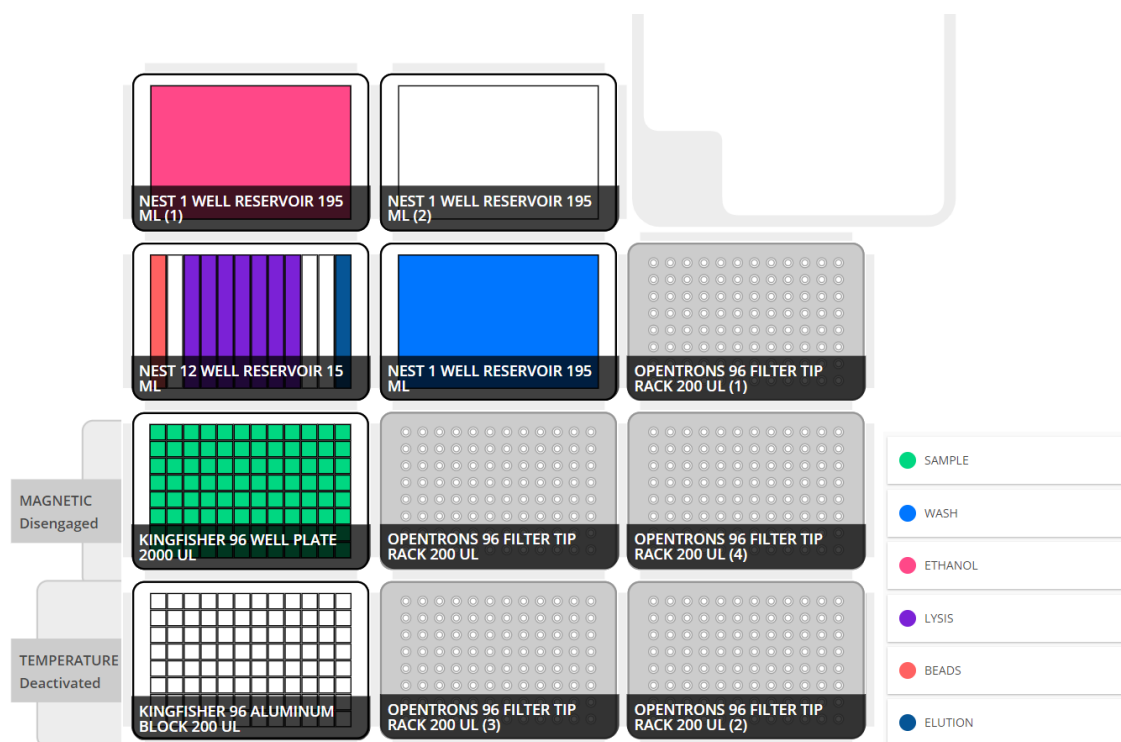 NEST 1 WELL RESERVOIR 195
ML (1)
NEST 1 WELL RESERVOIR 195
ML (2)
NEST 12 WELL RESERVOIR 15
ML
NEST 1 WELL RESERVOIR 195
ML
OPENTRONS 96 FILTER TIP
RACK 200 UL (1)
MAGNETIC
Disengaged
KINGFISHER 96 WELL PLATE
2000 UL
OPENTRONS 96 FILTER TIP
RACK 200 UL
OPENTRONS 96 FILTER TIP
RACK 200 UL (4)
TEMPERATURE
Deactivated
KINGFISHER 96 ALUMINUM
BLOCK 200 UL
OPENTRONS 96 FILTER TIP
RACK 200 UL (3)
OPENTRONS 96 FILTER TIP
RACK 200 UL (2)
SAMPLE
WASH
ETHANOL
LYSIS
BEADS
ELUTION